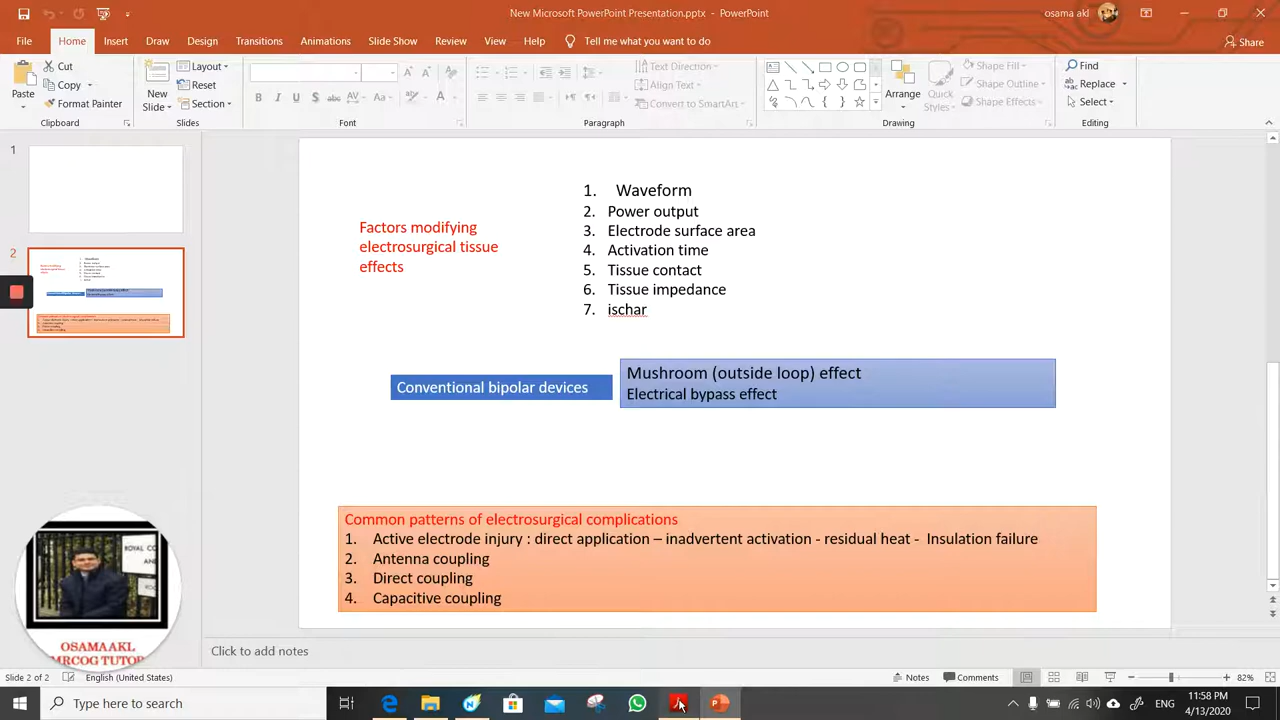 New Microsoft PowerPoint Presentation.pptx - PowerPoint
osama akl
File Home Insert Draw Design Transitions Animations Slide Show Review View Help Tell me what you want to do
Share
Paste
Cut
Copy
Format Painter
Clipboard
New
Slide
Layout
Reset
Section
Slides
B I U S abc AV Aa A
Font
Text Direction
Align Text
Convert to SmartArt
Paragraph
Arrange
Quick
Styles
Shape Fill
Shape Outline
Shape Effects
Drawing
Find
Replace
Select
Editing
1
2
1. Waveform
2. Power output
3. Electrode surface area
4. Activation time
5. Tissue contact
6. Tissue impedance
7. ischar
Factors modifying
electrosurgical tissue
effects
Conventional bipolar devices
Mushroom (outside loop) effect
Electrical bypass effect
Common patterns of electrosurgical complications
1. Active electrode injury : direct application – inadvertent activation - residual heat - Insulation failure
2. Antenna coupling
3. Direct coupling
4. Capacitive coupling
ROYAL CO
OSAMA AKL
MRCOG TUTOR
Click to add notes
Slide 2 of 2
English (United States)
Notes
Comments
82%
Type here to search
ENG
11:58 PM
4/13/2020